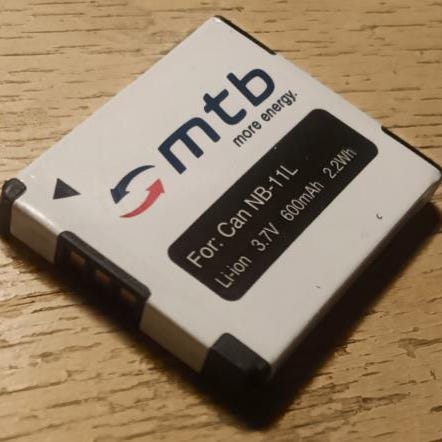 mtb
more energy.
For: Can NB-11L
Li-ion 3.7V 600mAh 2.2Wh